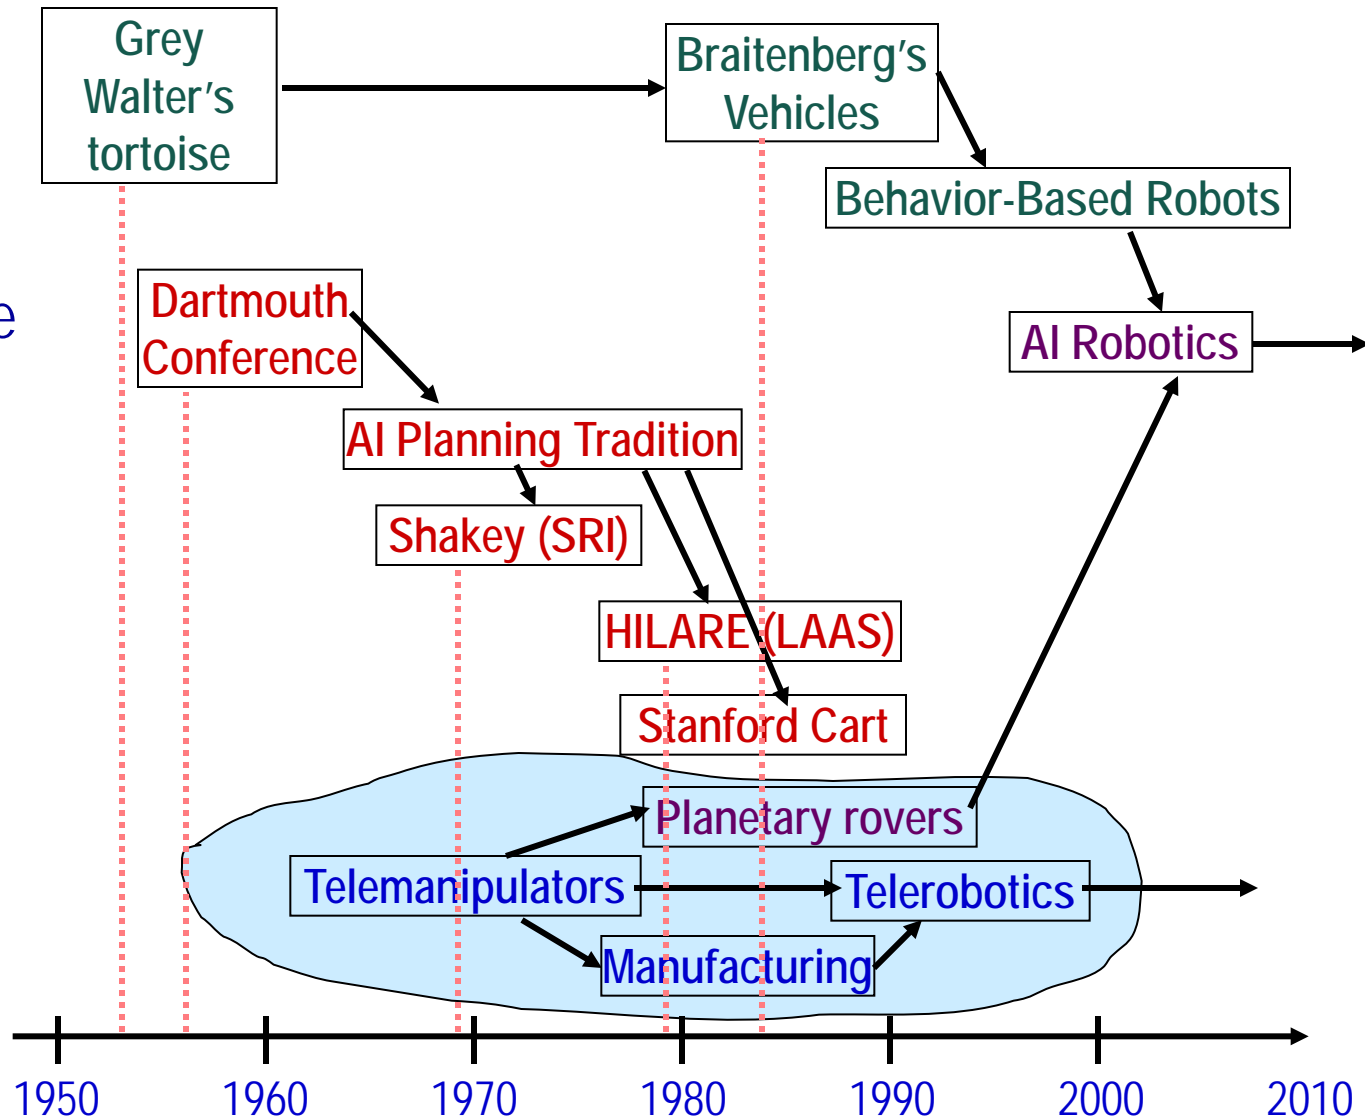 Grey
Walter's
tortoise
Braitenberg's
Vehicles
Behavior-Based Robots
Dartmouth
Conference
e
AI Robotics
AI Planning Tradition
Shakey (SRI)
HILARE (LAAS)
Stanford Cart
Planetary rovers
Telemanipulators
Telerobotics
Manufacturing
1950 1960 1970 1980 1990 2000 2010